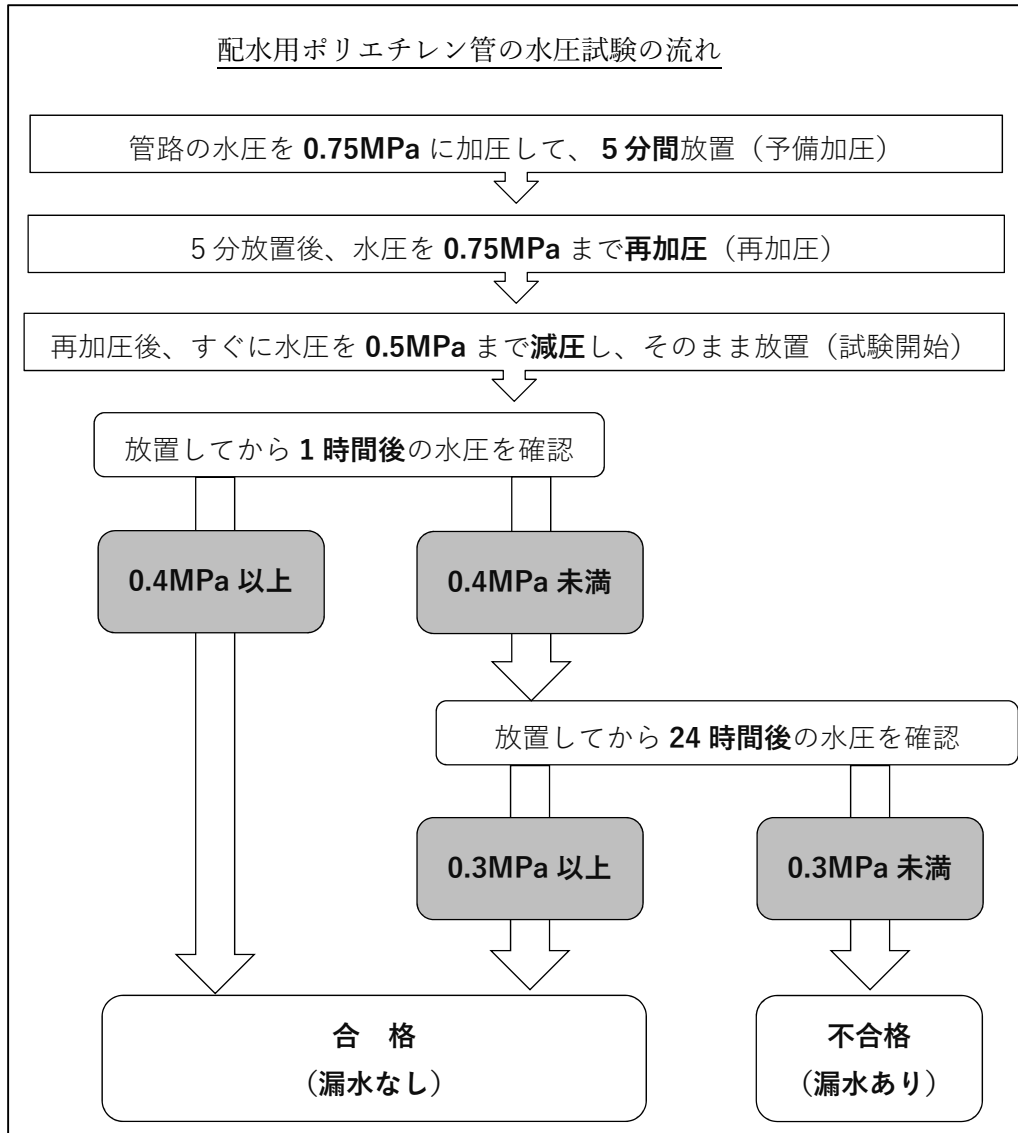 配水用ポリエチレン管の水圧試験の流れ
管路の水圧を 0.75MPa に加圧して、 5 分間放置（予備加圧）
5 分放置後、水圧を 0.75MPa まで再加圧（再加圧）
再加圧後、すぐに水圧を 0.5MPa まで減圧し、そのまま放置（試験開始）
放置してから 1 時間後の水圧を確認
0.4MPa 以上
0.4MPa 未満
放置してから 24 時間後の水圧を確認
0.3MPa 以上
0.3MPa 未満
合　格
（漏水なし）
不合格
（漏水あり）